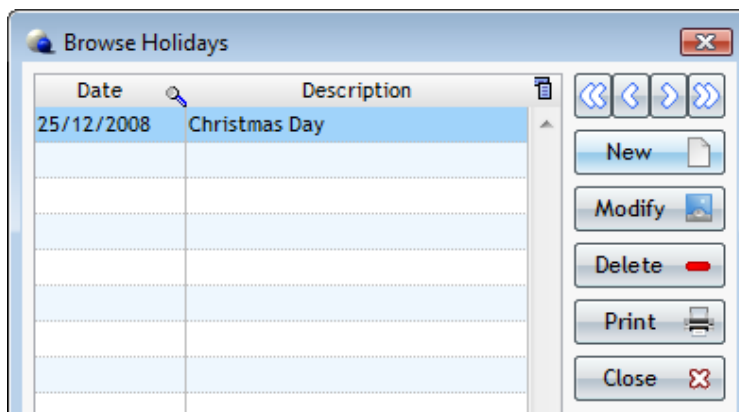 Browse Holidays
Date Description
25/12/2008 Christmas Day
New
Modify
Delete
Print
Close